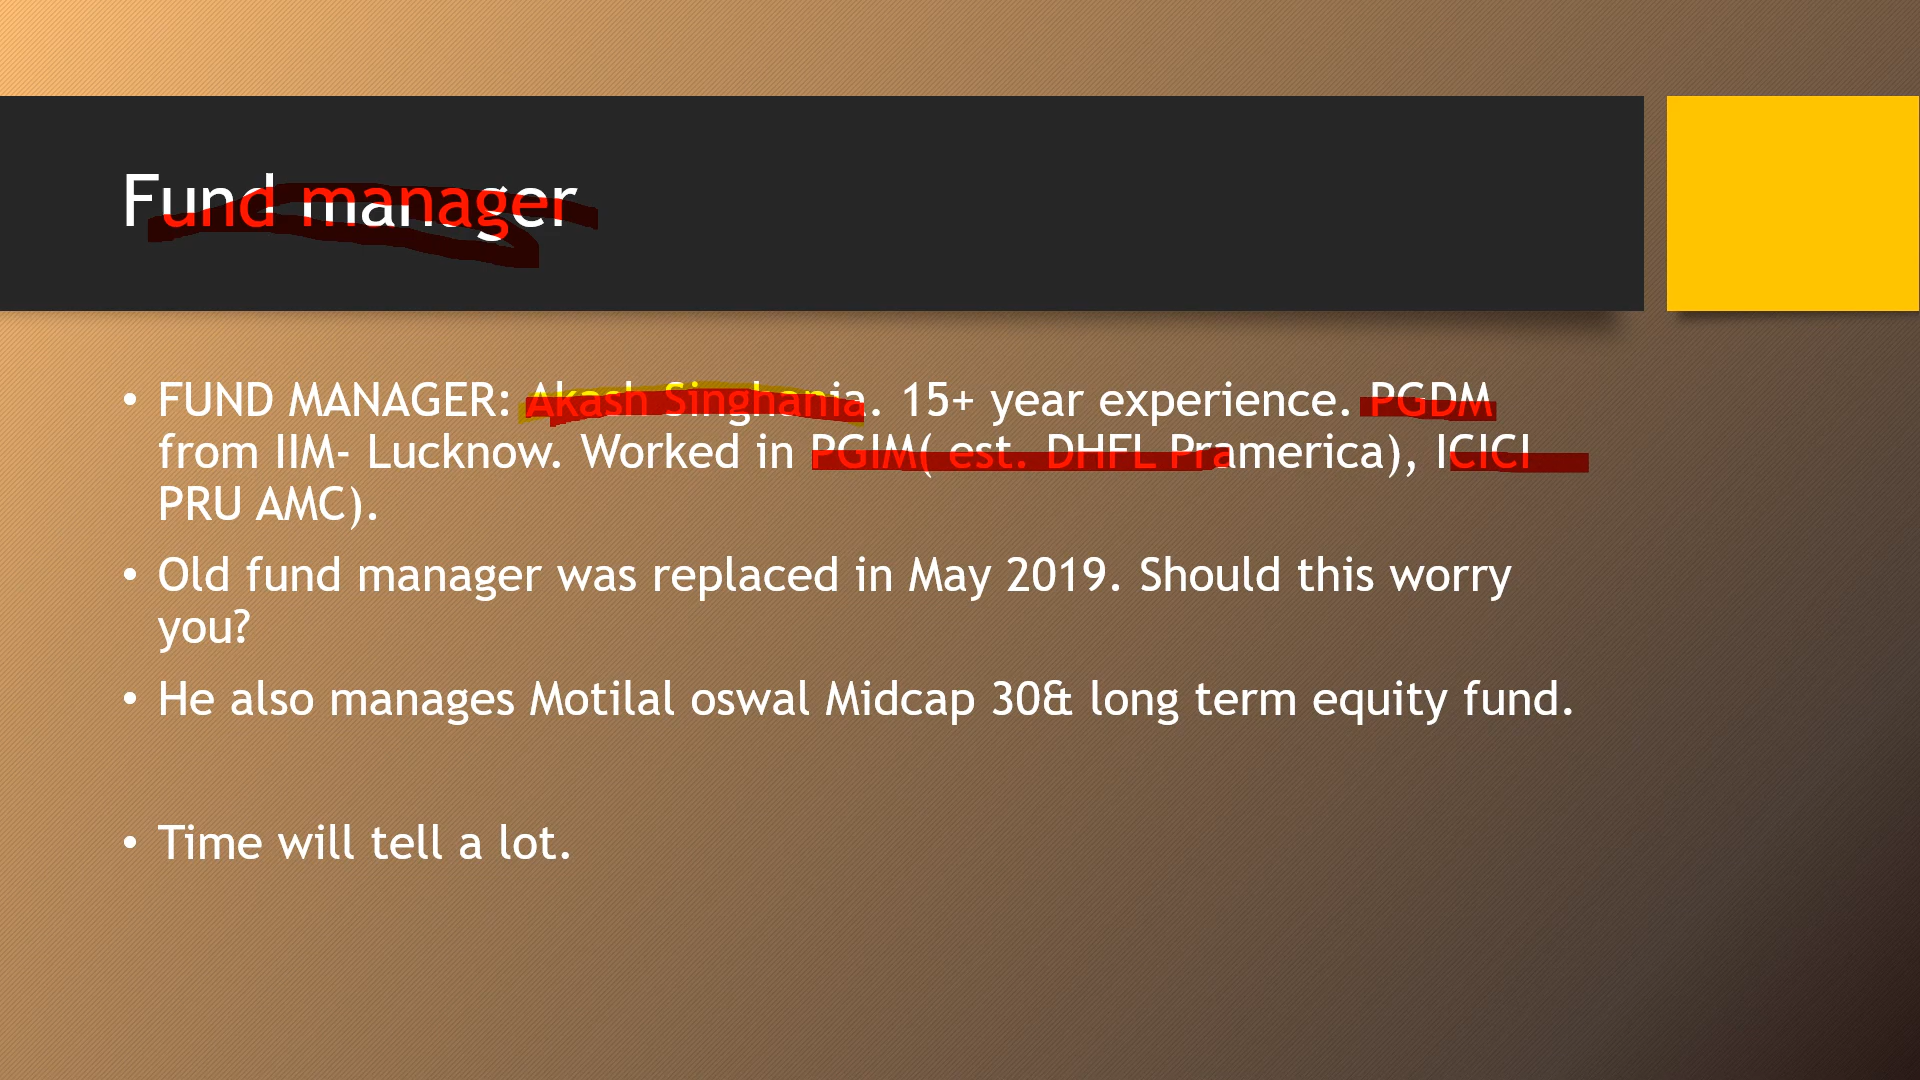 Fund manager
• FUND MANAGER: Akash Singhania. 15+ year experience. PGDM
from IIM- Lucknow. Worked in PGIM( est. DHFL Pramerica), ICICI
PRU AMC).
• Old fund manager was replaced in May 2019. Should this worry
you?
• He also manages Motilal oswal Midcap 30& long term equity fund.
• Time will tell a lot.